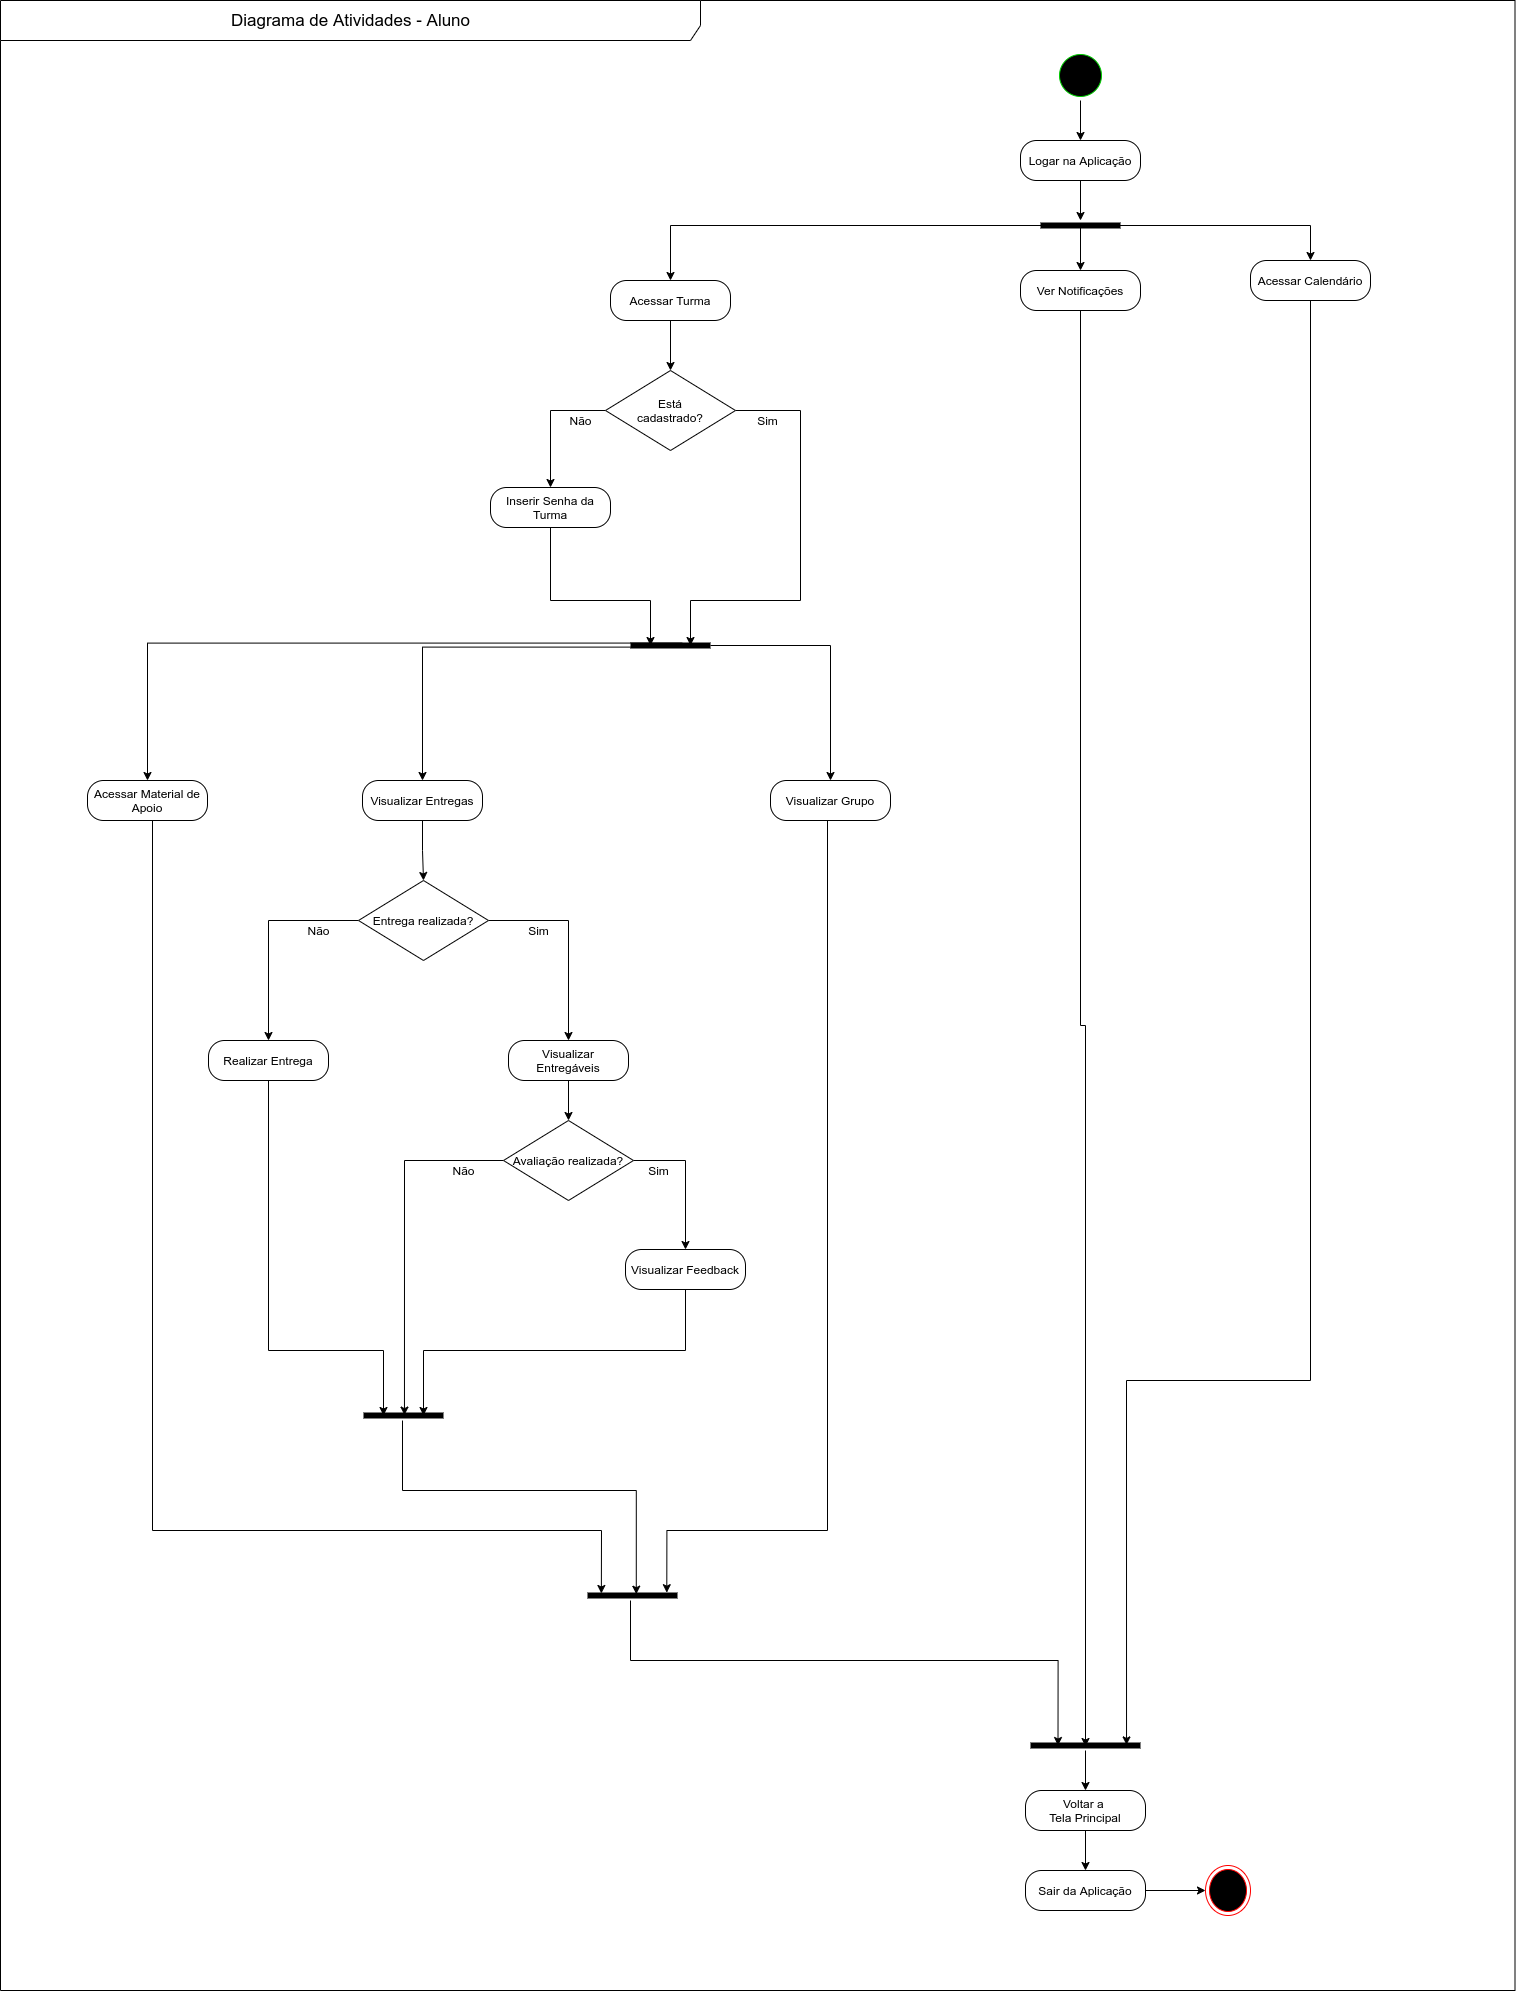 Diagrama de Atividades - Aluno
Logar na Aplicação
Acessar Turma
Ver Notificações
Acessar Calendário
Está
cadastrado?
Não
Sim
Inserir Senha da
Turma
Acessar Material de
Apoio
Visualizar Entregas
Visualizar Grupo
Entrega realizada?
Não
Sim
Realizar Entrega
Visualizar
Entregáveis
Avaliação realizada?
Não
Sim
Visualizar Feedback
Voltar a
Tela Principal
Sair da Aplicação